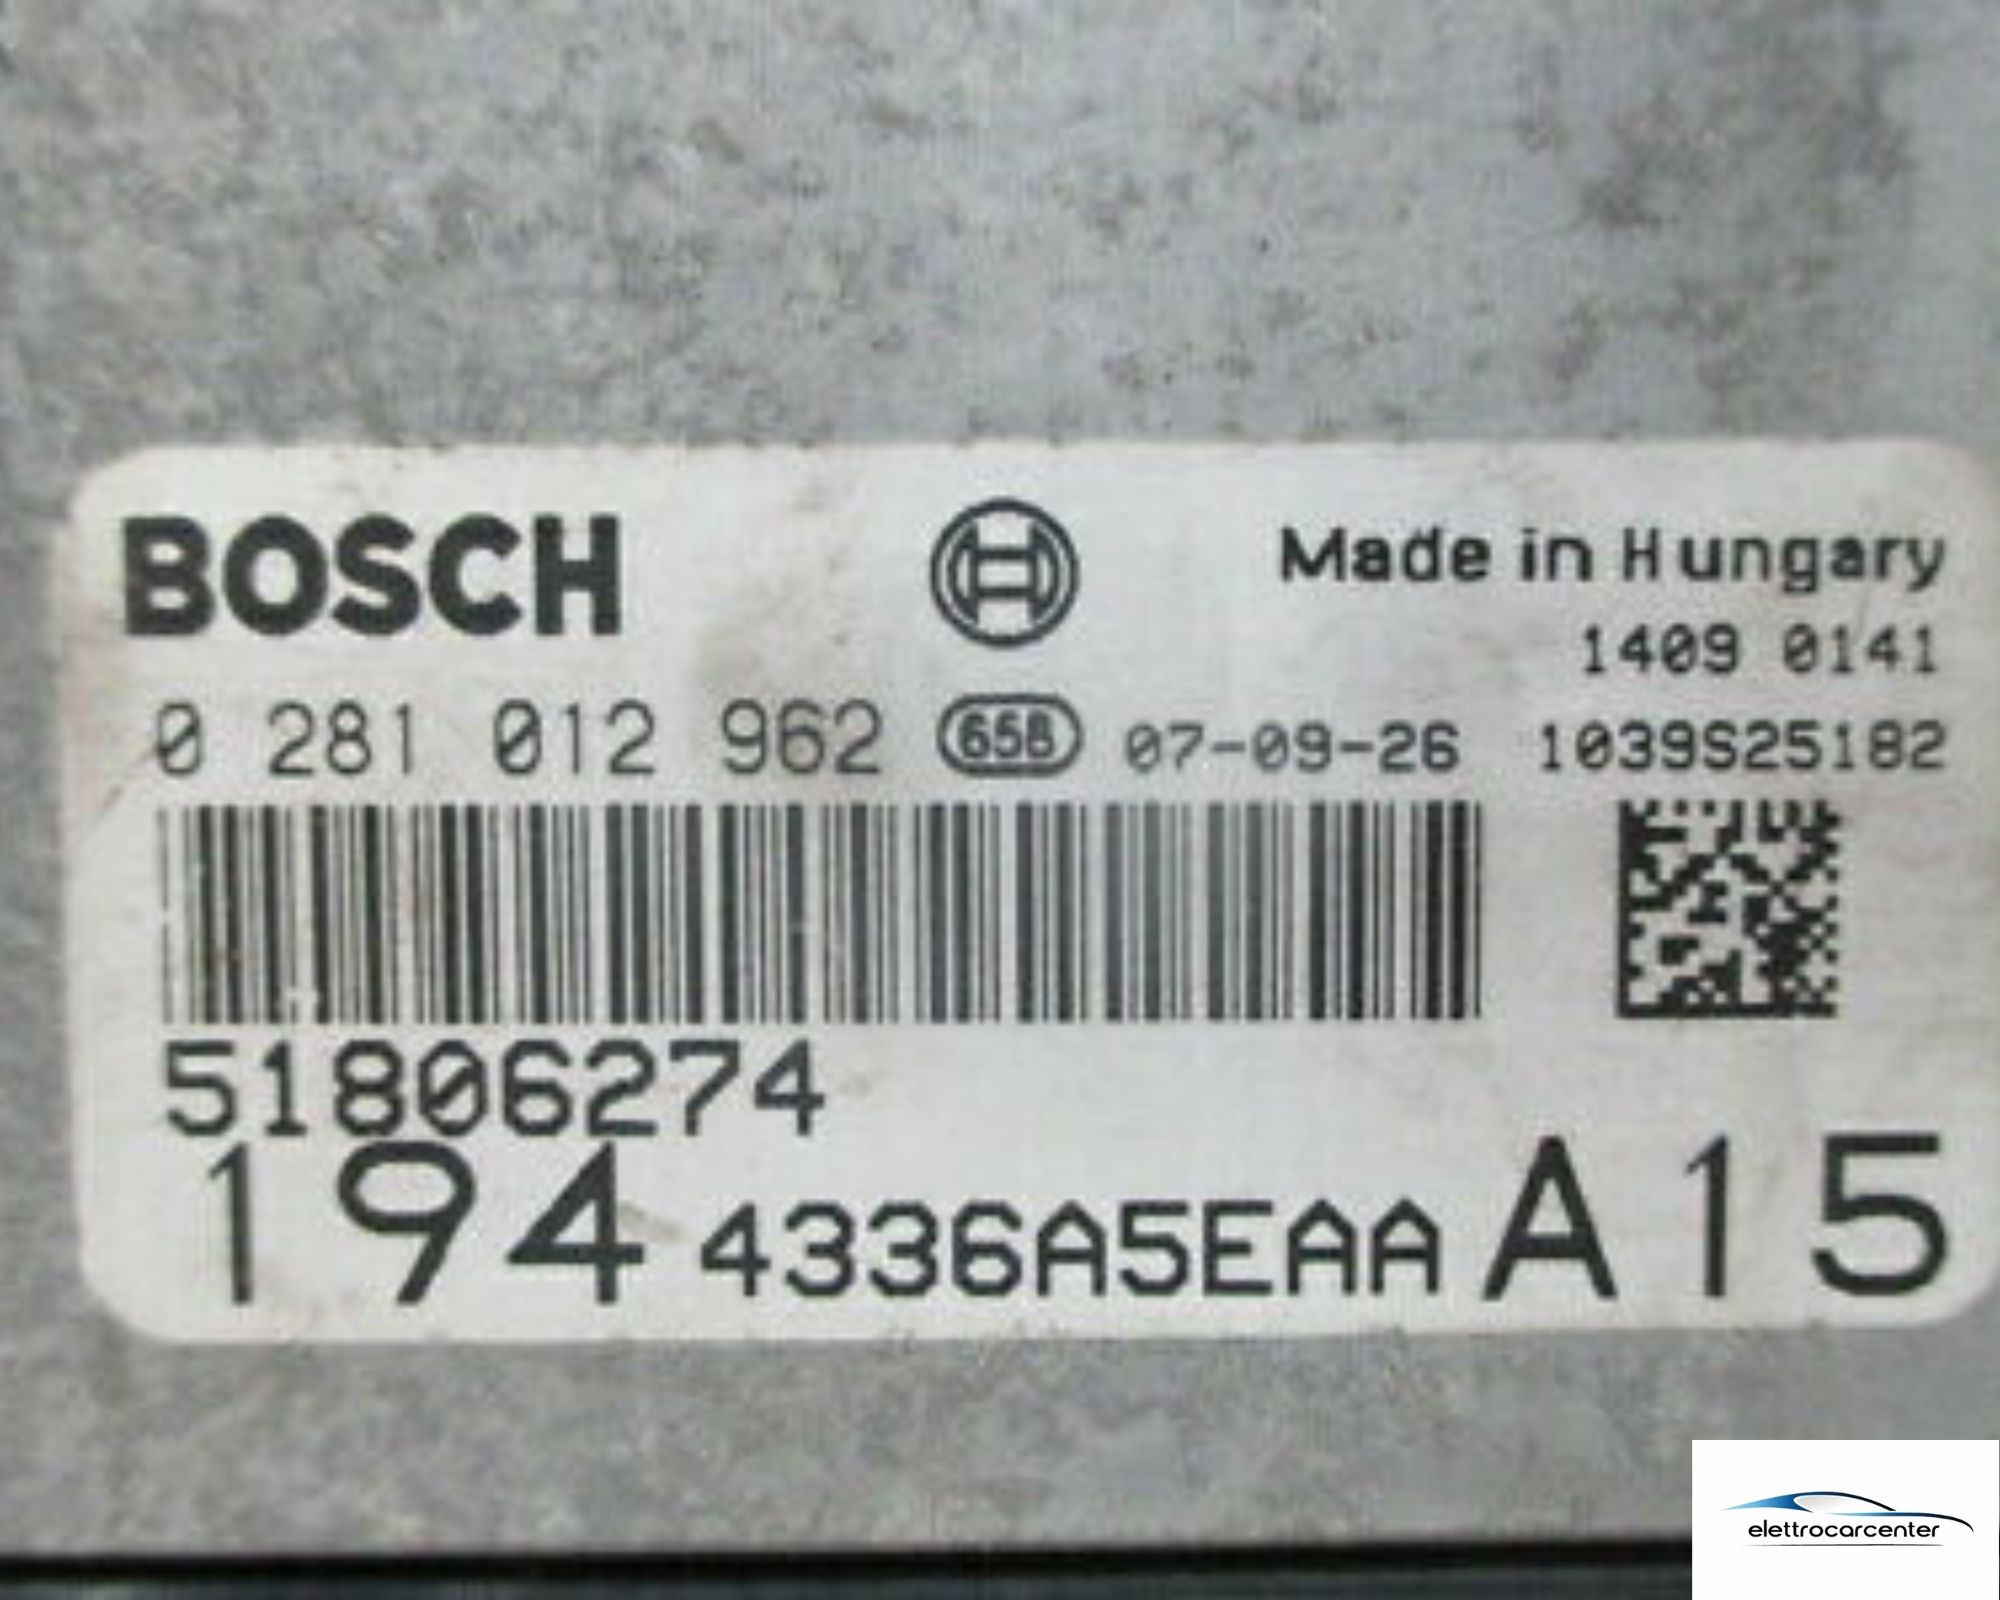 BOSCH
Made in Hungary
1409 0141
0 281 012 962 65B 07-09-26 1039S25182
51806274
194 4336A5EAA A15
elettrocarcenter